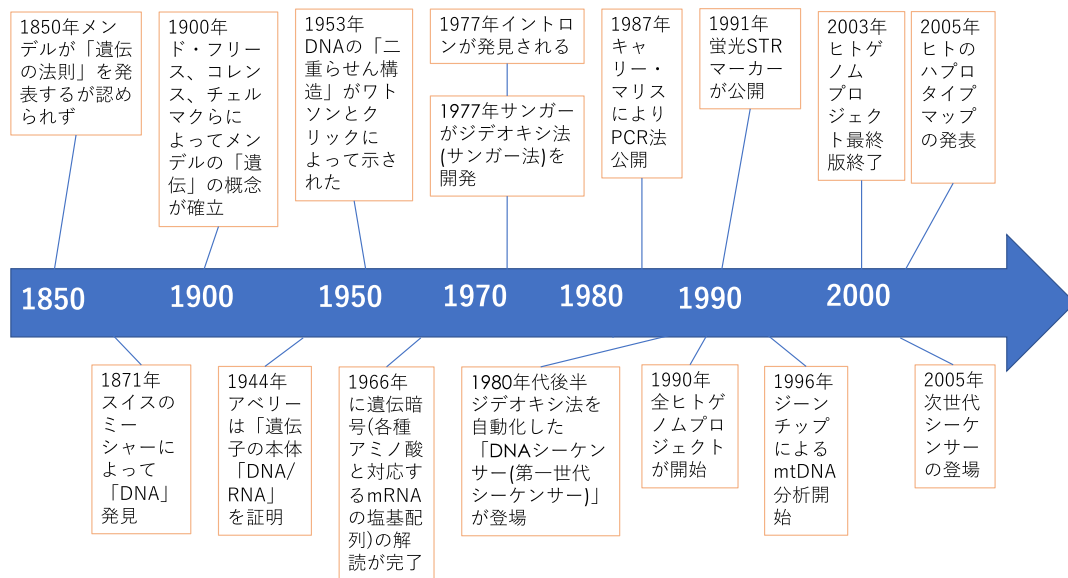 1850年メン
デルが「遺伝
の法則」を発
表するが認め
られず
1900年
ド・フリー
ス、コレン
ス、チェル
マクらに
よってメン
デルの「遺
伝」の概念
が確立
1953年
DNAの「二
重らせん構
造」がワト
ソンとク
リックに
よって示さ
れた
1977年イントロ
ンが発見される
1977年サンガー
がジデオキシ法
(サンガー法)を
開発
1987年
キャ
リー・
マリス
により
PCR法
公開
1991年
蛍光STR
マーカー
が公開
2003年
ヒトゲ
ノム
プロ
ジェク
ト最終
版終了
2005年
ヒトの
ハプロ
タイプ
マップ
の発表
1850
1900
1950
1970
1980
1990
2000
1871年
スイスの
ミー
シャーに
よって
「DNA」
発見
1944年
アベリー
は「遺伝
子の本体
「DNA/
RNA」
を証明
1966年
に遺伝暗
号(各種
アミノ酸
と対応す
るmRNA
の塩基配
列)の解
読が完了
1980年代後半
ジデオキシ法を
自動化した
「DNAシーケン
サー(第一世代
シーケンサー)」
が登場
1990年
全ヒトゲ
ノムプロ
ジェクト
が開始
1996年
ジーン
チップに
よる
mtDNA
分析開
始
2005年
次世代
シーケ
ンサー
の登場